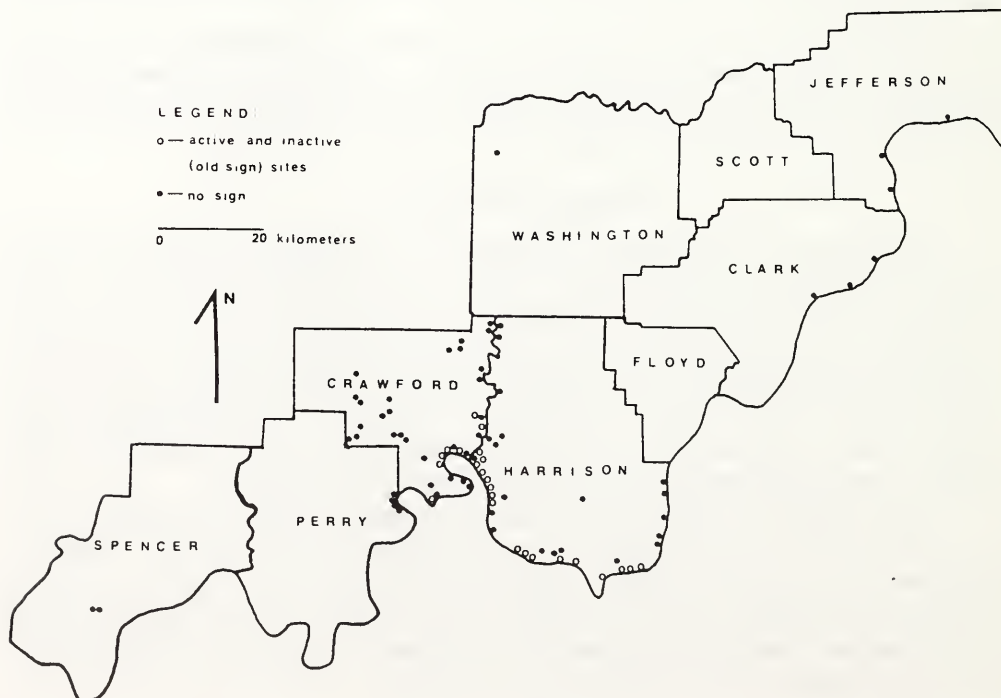 LEGEND
o — active and inactive
(old sign) sites
• — no sign
0 20 kilometers
N
JEFFERSON
SCOTT
WASHINGTON
CLARK
FLOYD
CRAWFORD
HARRISON
PERRY
SPENCER